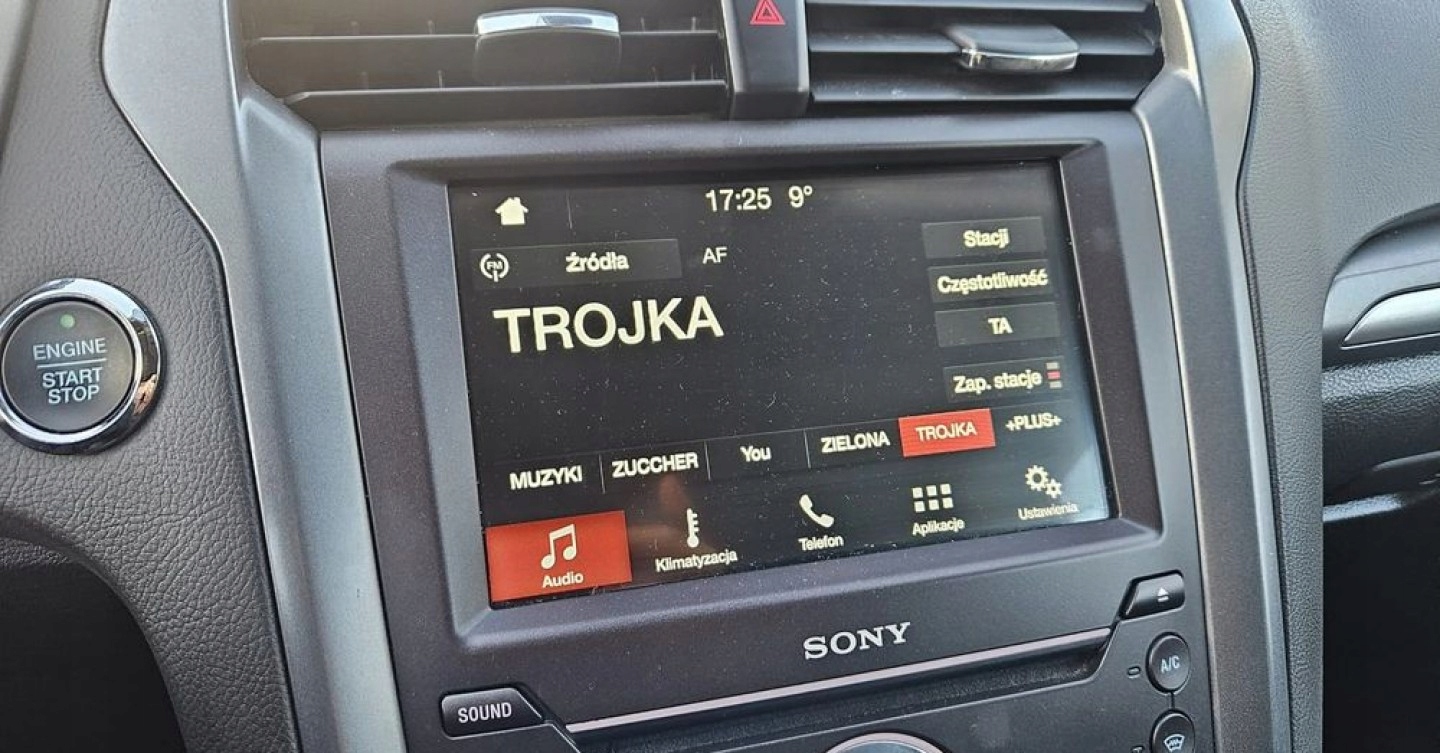 17:25 9°
FM
Źródła
AF
Stacji
Częstotliwość
TROJKA
TA
Zap. stacje
MUZYKI
ZUCCHER
You
ZIELONA
TROJKA
+PLUS+
Audio
Klimatyzacja
Telefon
Aplikacje
Ustawienia
ENGINE
START
STOP
SONY
SOUND
A/C